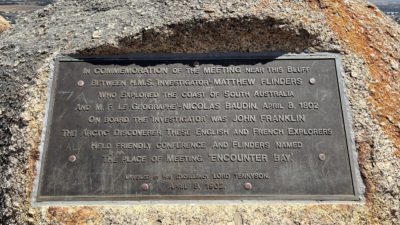 IN COMMEMORATION OF THE MEETING NEAR THIS BLUFF
BETWEEN H.M.S. INVESTIGATOR-MATTHEW FLINDERS
WHO EXPLORED THE COAST OF SOUTH AUSTRALIA
AND M. F. LE GEOGRAPHE-NICOLAS BAUDIN, APRIL 8, 1802
ON BOARD THE INVESTIGATOR WAS JOHN FRANKLIN
THE ARCTIC DISCOVERER. THESE ENGLISH AND FRENCH EXPLORERS
HELD FRIENDLY CONFERENCE, AND FLINDERS NAMED
THE PLACE OF MEETING "ENCOUNTER BAY."
UNVEILED BY HIS EXCELLENCY LORD TENNYSON.
APRIL 8, 1902.